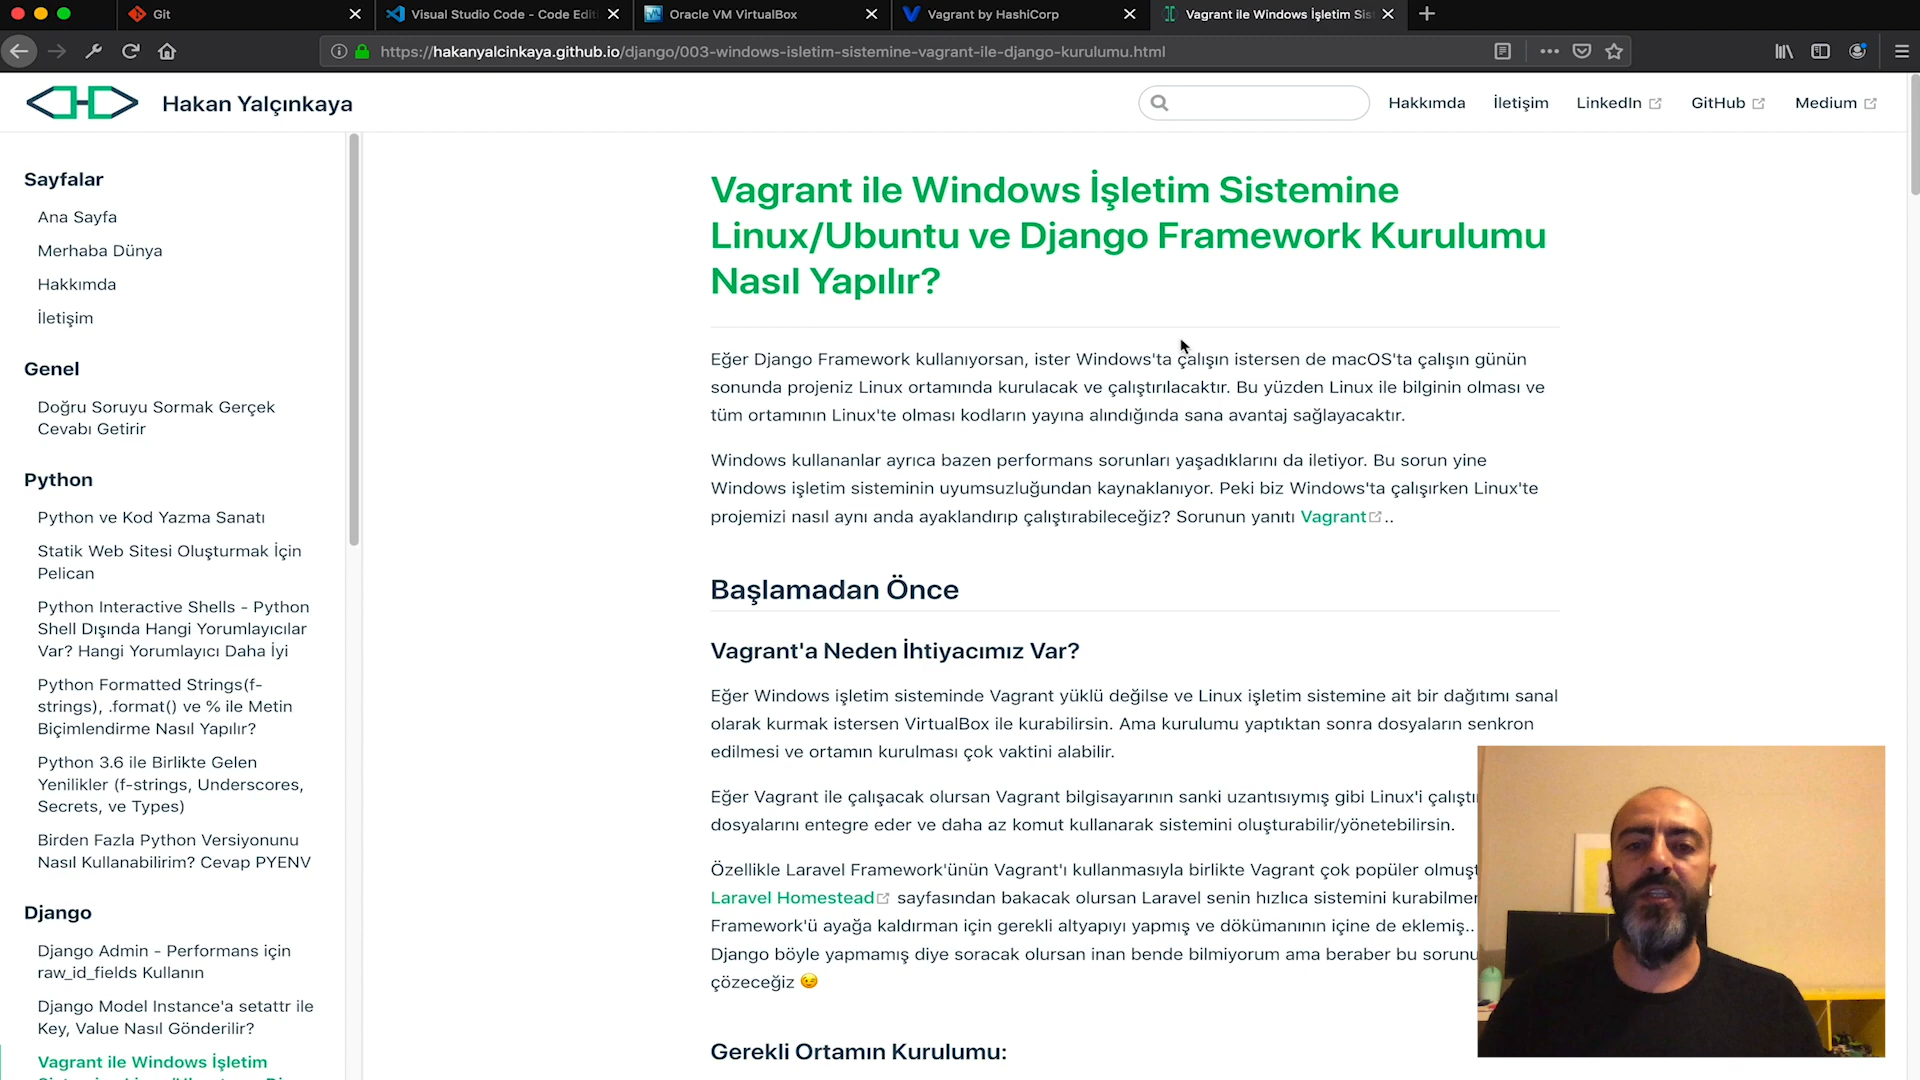 Git
Visual Studio Code - Code Edit
Oracle VM VirtualBox
Vagrant by HashiCorp
Vagrant ile Windows İşletim Sis
https://hakanyalcinkaya.github.io/django/003-windows-isletim-sistemine-vagrant-ile-django-kurulumu.html
Hakan Yalçınkaya
Hakkımda
İletişim
LinkedIn
GitHub
Medium
Sayfalar
Ana Sayfa
Merhaba Dünya
Hakkımda
İletişim
Genel
Doğru Soruyu Sormak Gerçek
Cevabı Getirir
Python
Python ve Kod Yazma Sanatı
Statik Web Sitesi Oluşturmak İçin
Pelican
Python Interactive Shells - Python
Shell Dışında Hangi Yorumlayıcılar
Var? Hangi Yorumlayıcı Daha İyi
Python Formatted Strings(f-
strings), .format() ve % ile Metin
Biçimlendirme Nasıl Yapılır?
Python 3.6 ile Birlikte Gelen
Yenilikler (f-strings, Underscores,
Secrets, ve Types)
Birden Fazla Python Versiyonunu
Nasıl Kullanabilirim? Cevap PYENV
Django
Django Admin - Performans için
raw_id_fields Kullanın
Django Model Instance'a setattr ile
Key, Value Nasıl Gönderilir?
Vagrant ile Windows İşletim
Vagrant ile Windows İşletim Sistemine
Linux/Ubuntu ve Django Framework Kurulumu
Nasıl Yapılır?
Eğer Django Framework kullanıyorsan, ister Windows'ta çalışın istersen de macOS'ta çalışın günün
sonunda projeniz Linux ortamında kurulacak ve çalıştırılacaktır. Bu yüzden Linux ile bilginin olması ve
tüm ortamının Linux'te olması kodların yayına alındığında sana avantaj sağlayacaktır.
Windows kullananlar ayrıca bazen performans sorunları yaşadıklarını da iletiyor. Bu sorun yine
Windows işletim sisteminin uyumsuzluğundan kaynaklanıyor. Peki biz Windows'ta çalışırken Linux'te
projemizi nasıl aynı anda ayaklandırıp çalıştırabileceğiz? Sorunun yanıtı Vagrant..
Başlamadan Önce
Vagrant'a Neden İhtiyacımız Var?
Eğer Windows işletim sisteminde Vagrant yüklü değilse ve Linux işletim sistemine ait bir dağıtımı sanal
olarak kurmak istersen VirtualBox ile kurabilirsin. Ama kurulumu yaptıktan sonra dosyaların senkron
edilmesi ve ortamın kurulması çok vaktini alabilir.
Eğer Vagrant ile çalışacak olursan Vagrant bilgisayarının sanki uzantısıymış gibi Linux'i çalıştı
dosyalarını entegre eder ve daha az komut kullanarak sistemini oluşturabilir/yönetebilirsin.
Özellikle Laravel Framework'ünün Vagrant'ı kullanmasıyla birlikte Vagrant çok popüler olmuşt
Laravel Homestead sayfasından bakacak olursan Laravel senin hızlıca sistemini kurabilmer
Framework'ü ayağa kaldırman için gerekli altyapıyı yapmış ve dökümanının içine de eklemiş..
Django böyle yapmamış diye soracak olursan inan bende bilmiyorum ama beraber bu sorunu
çözeceğiz 😉
Gerekli Ortamın Kurulumu: